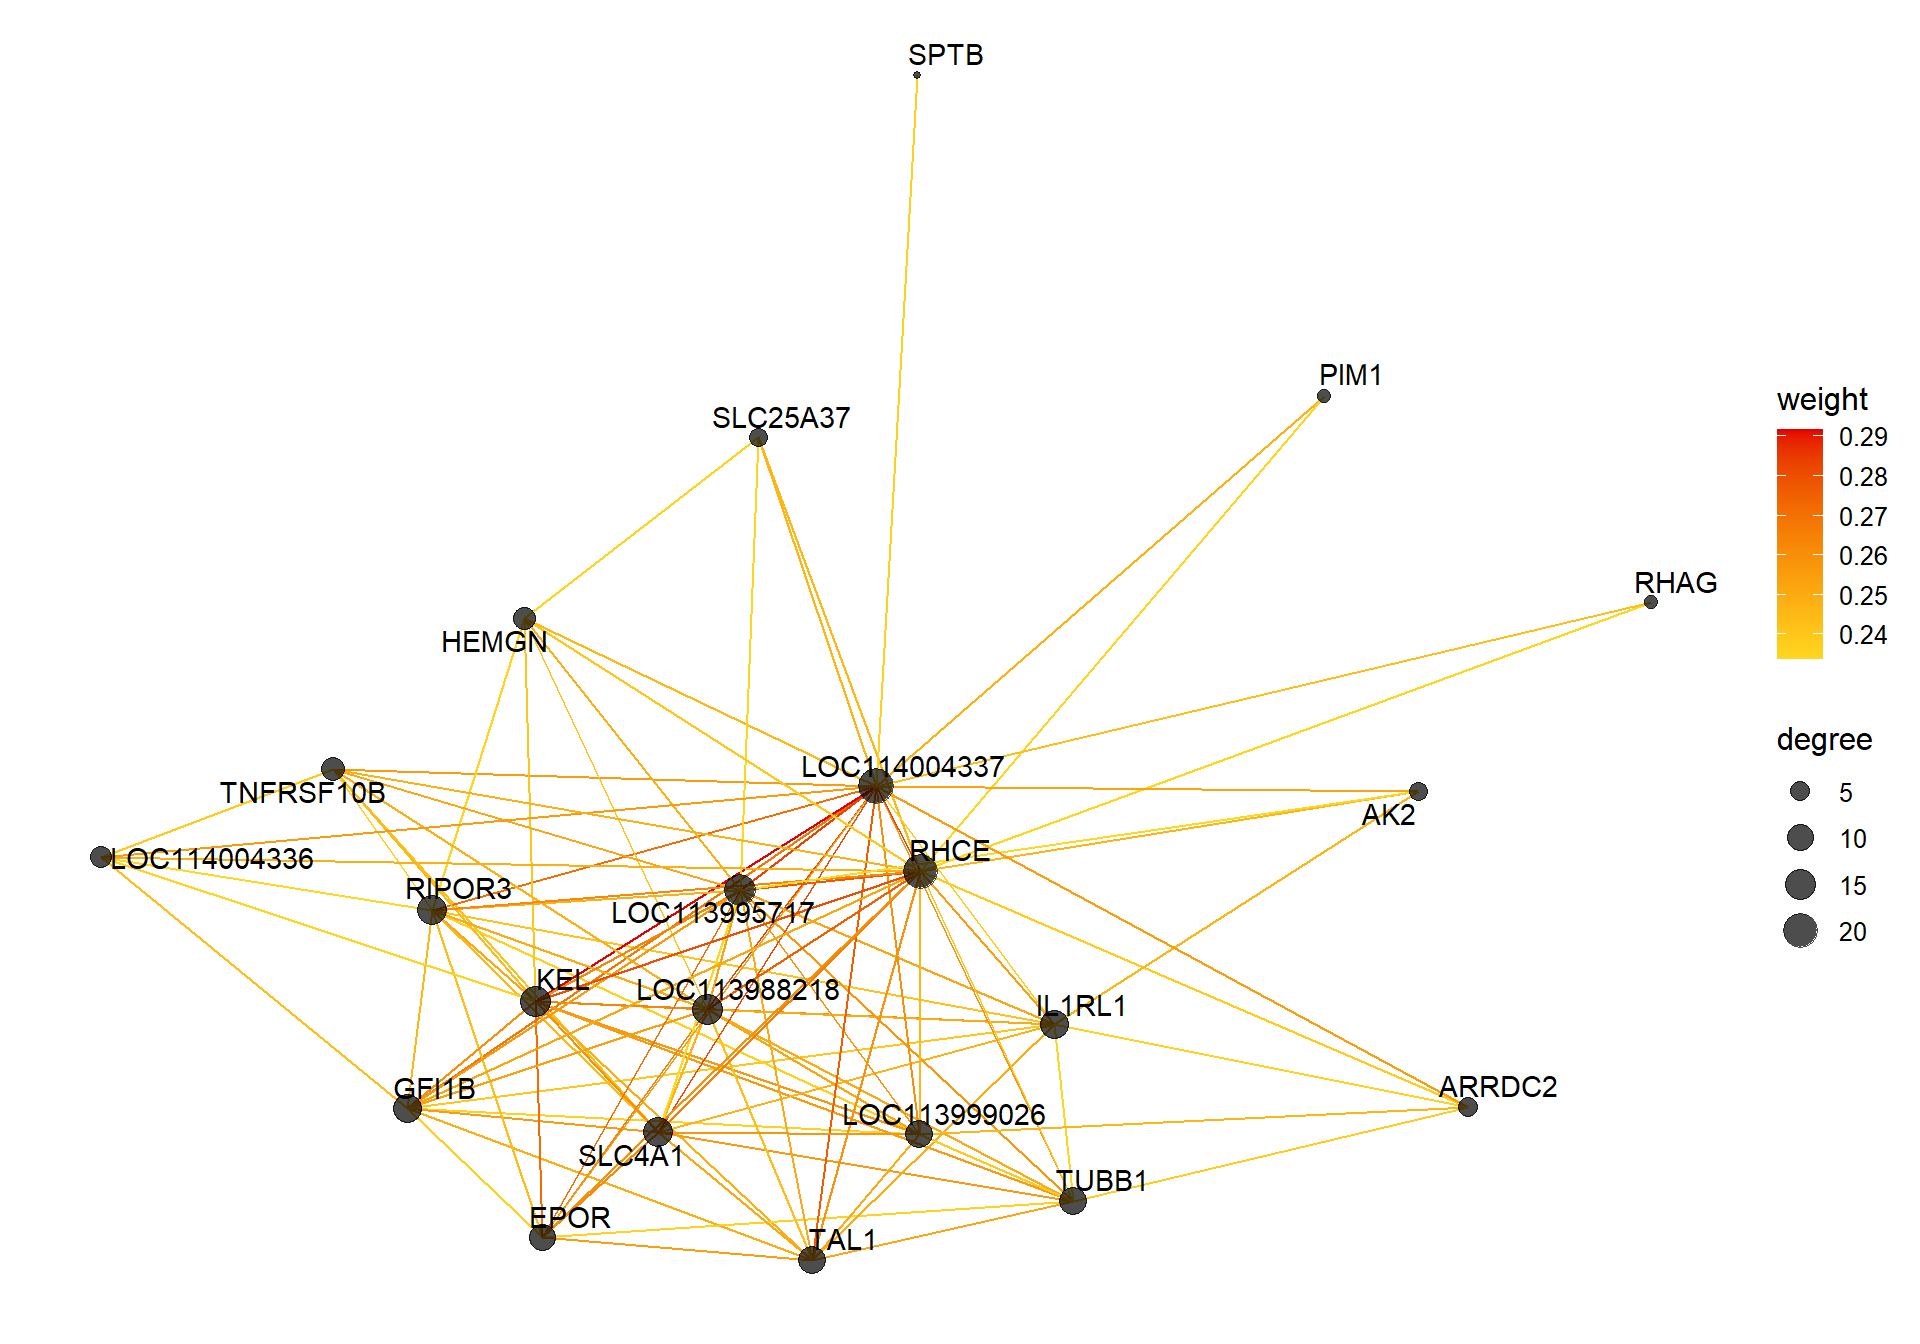 SPTB
PIM1
SLC25A37
RHAG
HEMGN
TNFRSF10B
LOC114004337
AK2
LOC114004336
RHCE
RIPOR3
LOC113995717
KEL
LOC113988218
IL1RL1
GFI1B
LOC113999026
ARRDC2
SLC4A1
TUBB1
EPOR
TAL1
weight
0.29
0.28
0.27
0.26
0.25
0.24
degree
5
10
15
20